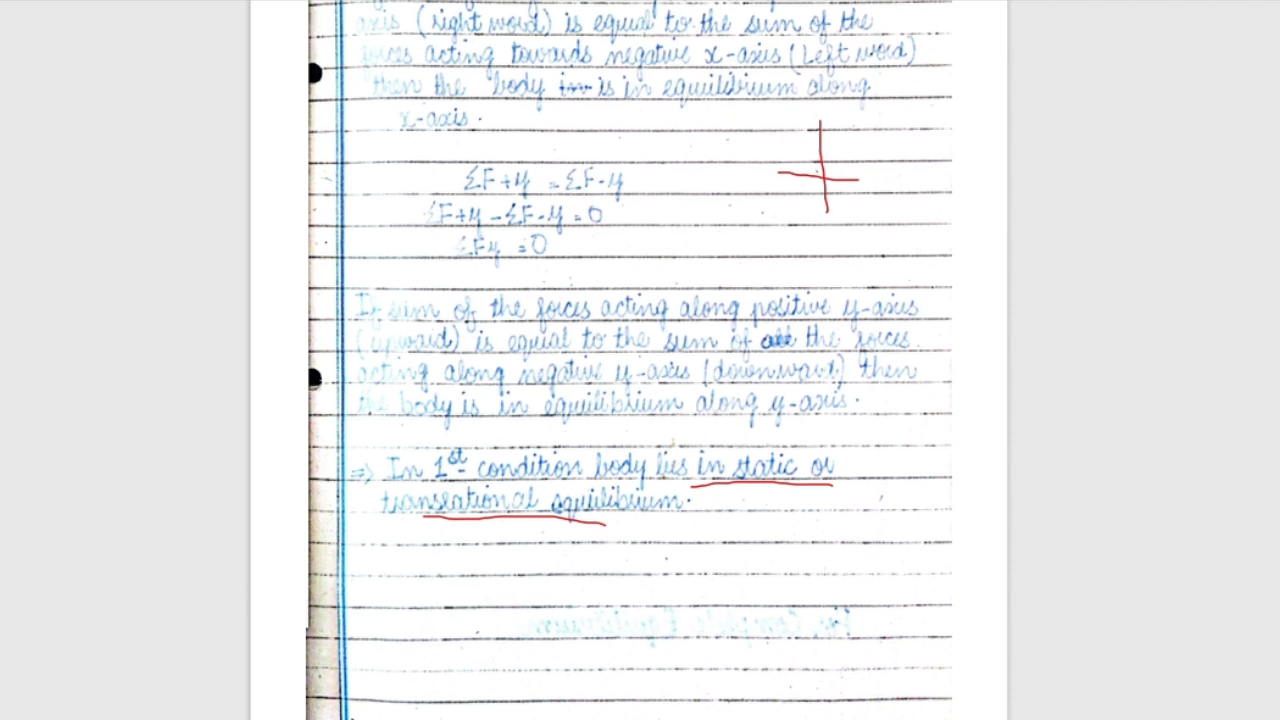 axis (right word) is equal to the sum of the
forces acting towards negative x-axis (Left word)
then the body is in equilibrium along
x-axis.
ΣF+y = ΣF-y
ΣF+y - ΣF-y = 0
ΣFy = 0
If sum of the forces acting along positive y-axis
(upward) is equal to the sum of all the forces
acting along negative y-axis (downward) then
the body is in equilibrium along y-axis.
⇒ In 1st condition body lies in static or
translational equilibrium.